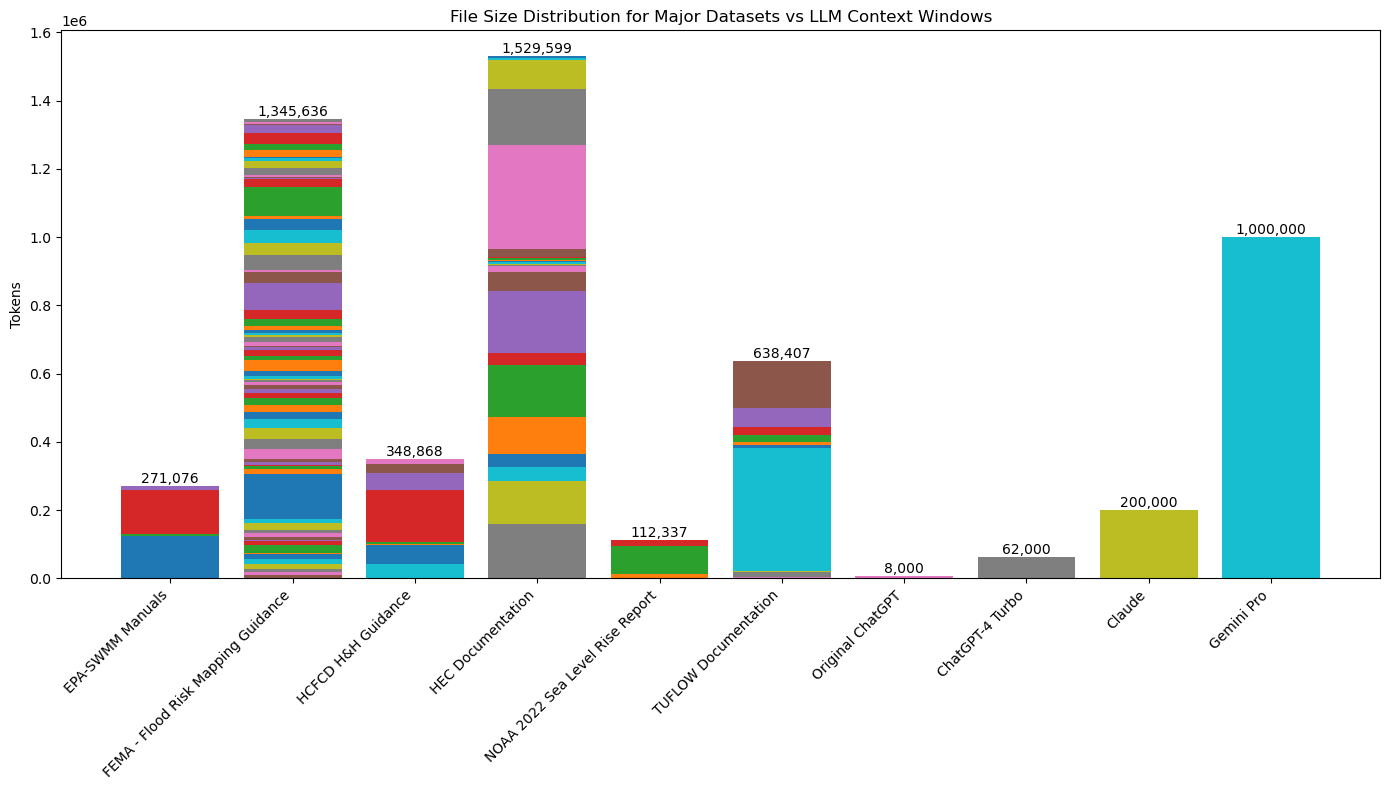 File Size Distribution for Major Datasets vs LLM Context Windows
1e6
Tokens
1.6
1.4
1.2
1.0
0.8
0.6
0.4
0.2
0.0
271,076
1,345,636
348,868
1,529,599
112,337
638,407
8,000
62,000
200,000
1,000,000
EPA-SWMM Manuals
FEMA - Flood Risk Mapping Guidance
HCFCD H&H Guidance
HEC Documentation
NOAA 2022 Sea Level Rise Report
TUFLOW Documentation
Original ChatGPT
ChatGPT-4 Turbo
Claude
Gemini Pro